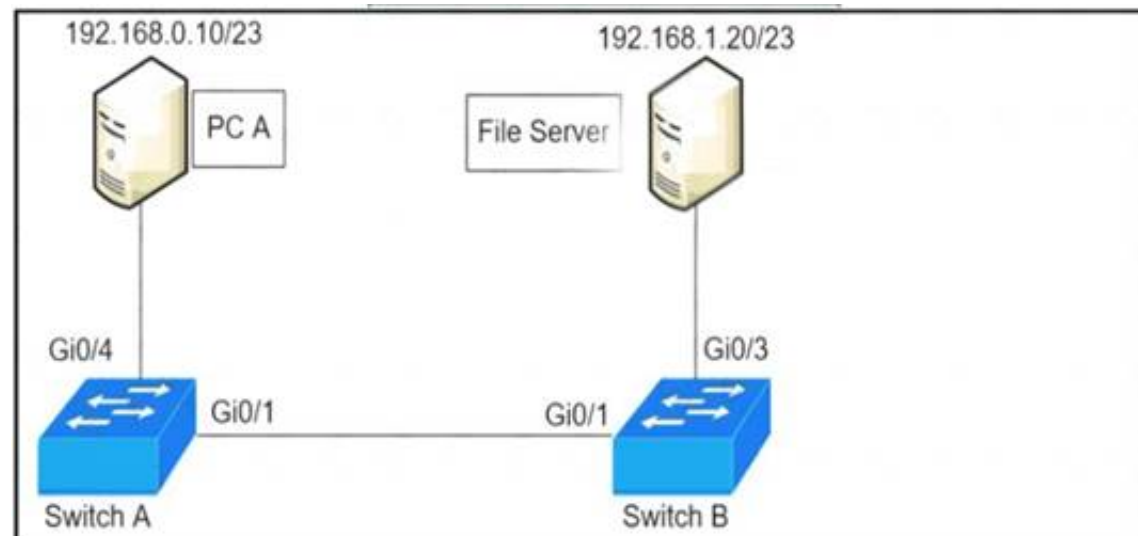 192.168.0.10/23
192.168.1.20/23
PC A
File Server
Gi0/4
Gi0/3
Gi0/1
Gi0/1
Switch A
Switch B